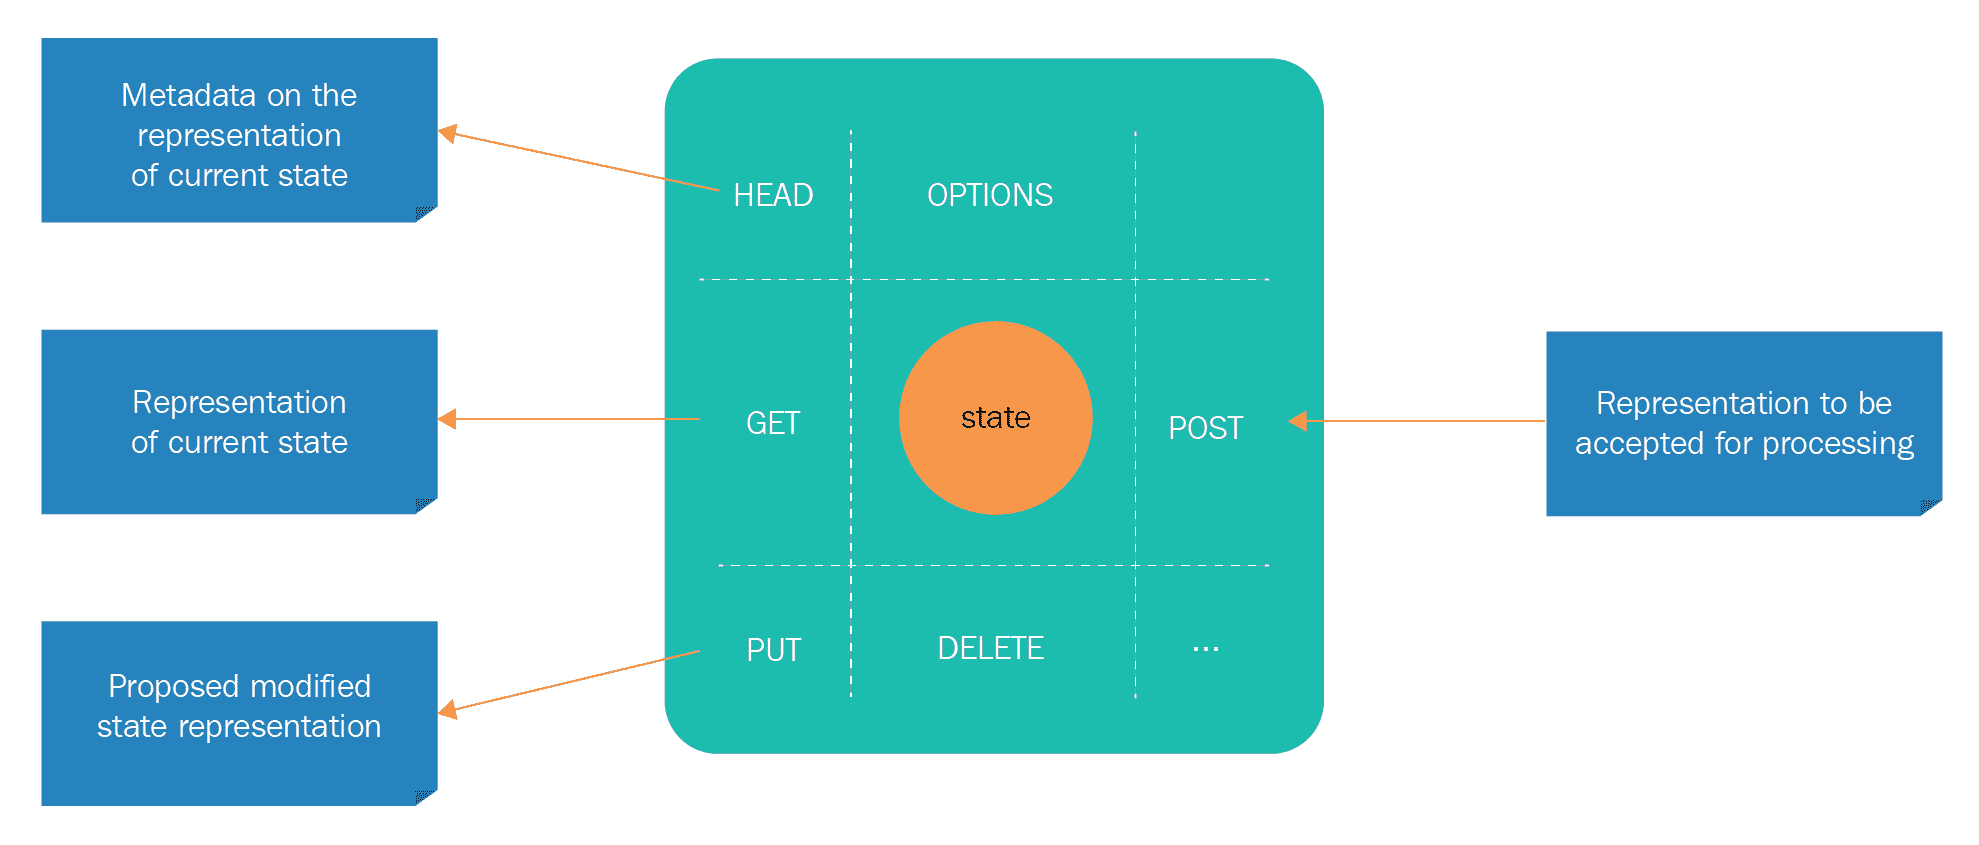 Metadata on the
representation
of current state
HEAD
OPTIONS
Representation
of current state
GET
state
POST
Representation to be
accepted for processing
Proposed modified
state representation
PUT
DELETE
...